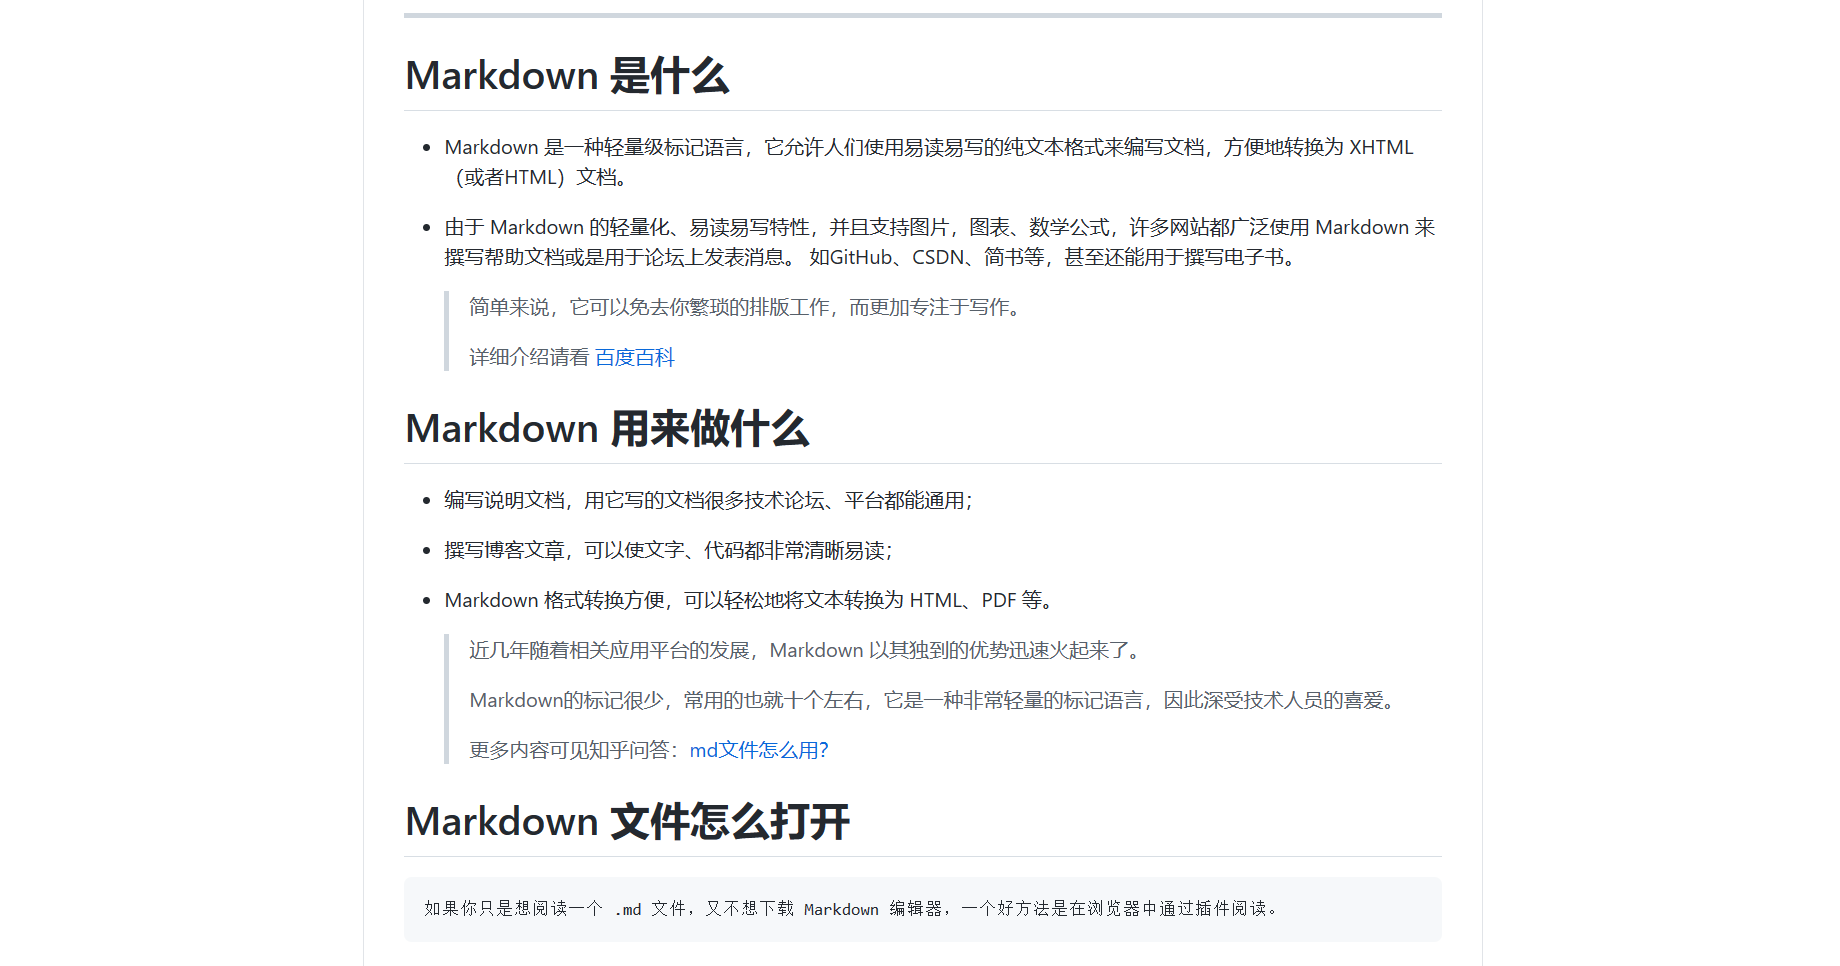 Markdown 是什么
Markdown 是一种轻量级标记语言，它允许人们使用易读易写的纯文本格式来编写文档，方便地转换为 XHTML
（或者HTML）文档。
由于 Markdown 的轻量化、易读易写特性，并且支持图片，图表、数学公式，许多网站都广泛使用 Markdown 来
撰写帮助文档或是用于论坛上发表消息。 如GitHub、CSDN、简书等，甚至还能用于撰写电子书。
简单来说，它可以免去你繁琐的排版工作，而更加专注于写作。
详细介绍请看 百度百科
Markdown 用来做什么
编写说明文档，用它写的文档很多技术论坛、平台都能通用；
撰写博客文章，可以使文字、代码都非常清晰易读；
Markdown 格式转换方便，可以轻松地将文本转换为 HTML、PDF 等。
近几年随着相关应用平台的发展，Markdown 以其独到的优势迅速火起来了。
Markdown的标记很少，常用的也就十个左右，它是一种非常轻量的标记语言，因此深受技术人员的喜爱。
更多内容可见知乎问答：md文件怎么用？
Markdown 文件怎么打开
如果你只是想阅读一个 .md 文件，又不想下载 Markdown 编辑器，一个好方法是在浏览器中通过插件阅读。